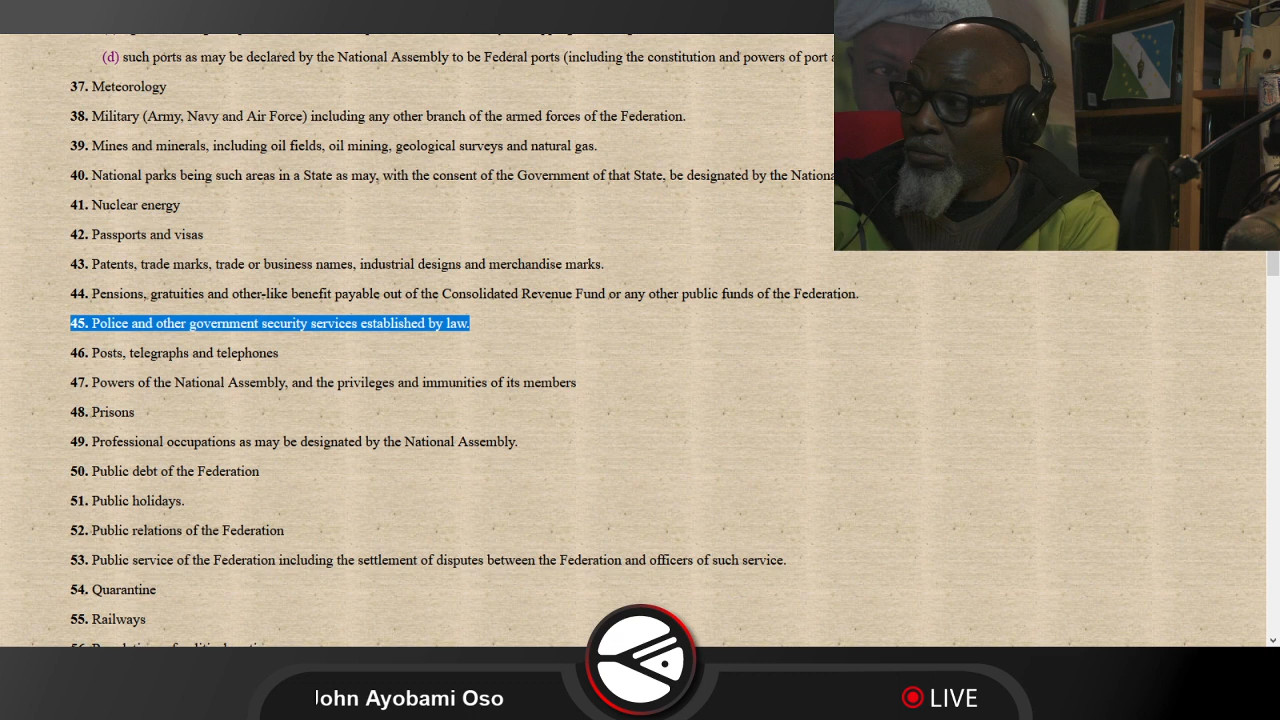 (d) such ports as may be declared by the National Assembly to be Federal ports (including the constitution and powers of port
37. Meteorology
38. Military (Army, Navy and Air Force) including any other branch of the armed forces of the Federation.
39. Mines and minerals, including oil fields, oil mining, geological surveys and natural gas.
40. National parks being such areas in a State as may, with the consent of the Government of that State, be designated by the Nationa
41. Nuclear energy
42. Passports and visas
43. Patents, trade marks, trade or business names, industrial designs and merchandise marks.
44. Pensions, gratuities and other-like benefit payable out of the Consolidated Revenue Fund or any other public funds of the Federation.
45. Police and other government security services established by law.
46. Posts, telegraphs and telephones
47. Powers of the National Assembly, and the privileges and immunities of its members
48. Prisons
49. Professional occupations as may be designated by the National Assembly.
50. Public debt of the Federation
51. Public holidays.
52. Public relations of the Federation
53. Public service of the Federation including the settlement of disputes between the Federation and officers of such service.
54. Quarantine
55. Railways
John Ayobami Oso
LIVE